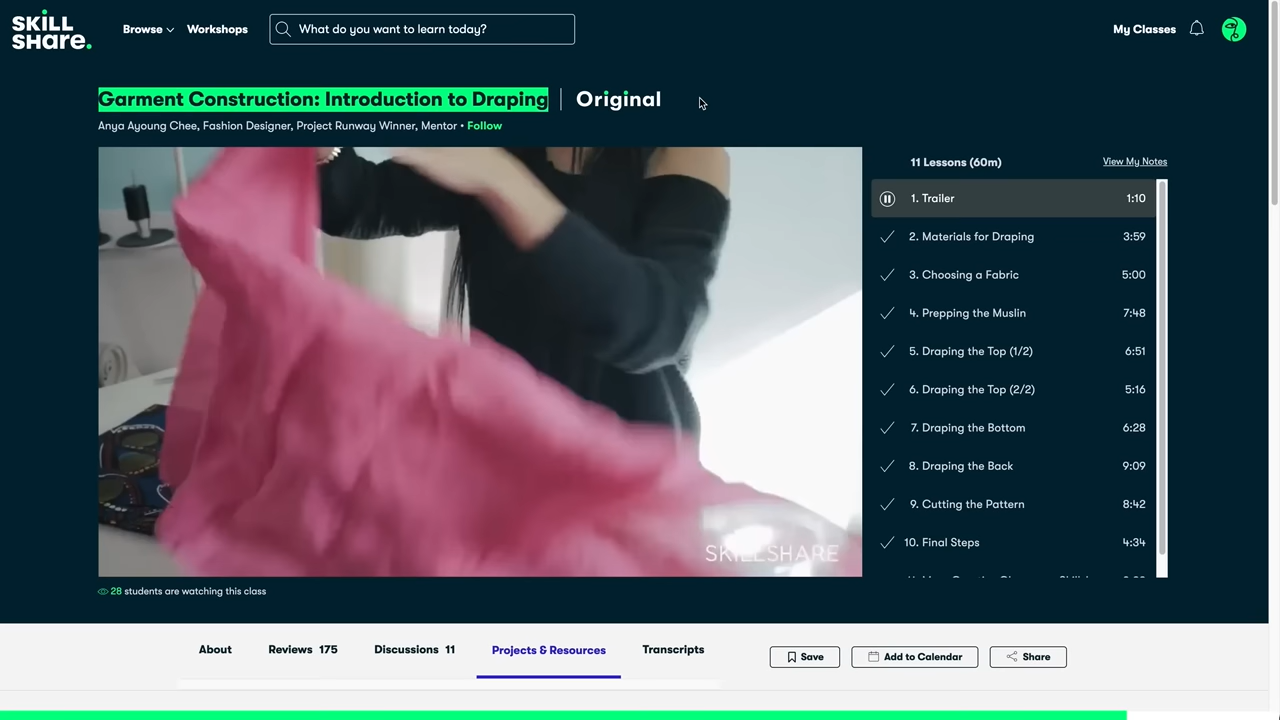 SKiLL
SHARe.
Browse
Workshops
What do you want to learn today?
My Classes
Garment Construction: Introduction to Draping
Original
Anya Ayoung Chee, Fashion Designer, Project Runway Winner, Mentor • Follow
11 Lessons (60m)
View My Notes
1. Trailer 1:10
2. Materials for Draping 3:59
3. Choosing a Fabric 5:00
4. Prepping the Muslin 7:48
5. Draping the Top (1/2) 6:51
6. Draping the Top (2/2) 5:16
7. Draping the Bottom 6:28
8. Draping the Back 9:09
9. Cutting the Pattern 8:42
10. Final Steps 4:34
SKILLSHARE
28 students are watching this class
About
Reviews 175
Discussions 11
Projects & Resources
Transcripts
Save
Add to Calendar
Share